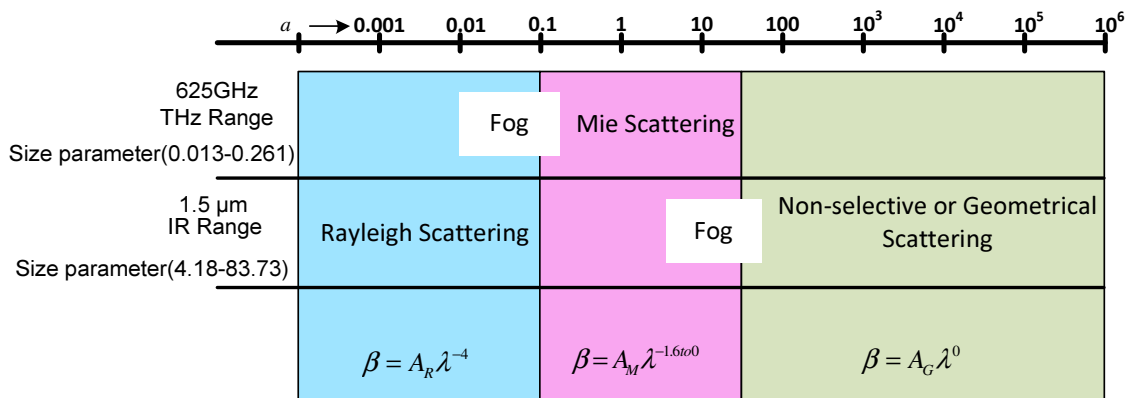 a 0.001 0.01 0.1 1 10 100 10³ 10⁴ 10⁵ 10⁶
625GHz
THz Range
Size parameter(0.013-0.261)
Fog
Mie Scattering
1.5 µm
IR Range
Size parameter(4.18-83.73)
Rayleigh Scattering
Fog
Non-selective or Geometrical
Scattering
β = A_R λ⁻⁴
β = A_M λ^{-1.6to0}
β = A_G λ⁰